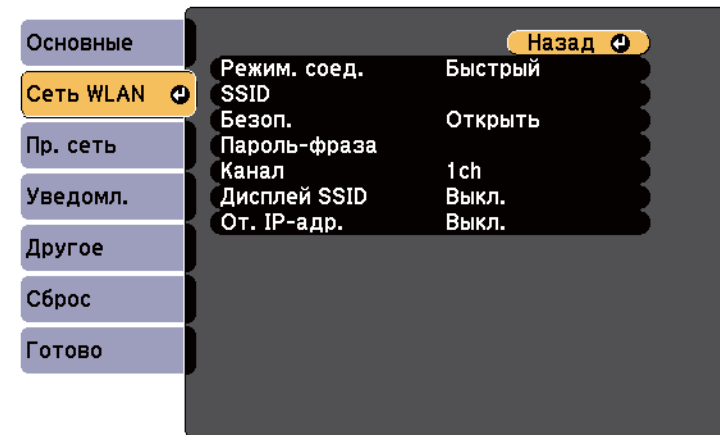 Основные
Сеть WLAN
Пр. сеть
Уведомл.
Другое
Сброс
Готово
Назад
Режим. соед. Быстрый
SSID
Безоп. Открыть
Пароль-фраза
Канал 1ch
Дисплей SSID Выкл.
От. IP-адр. Выкл.